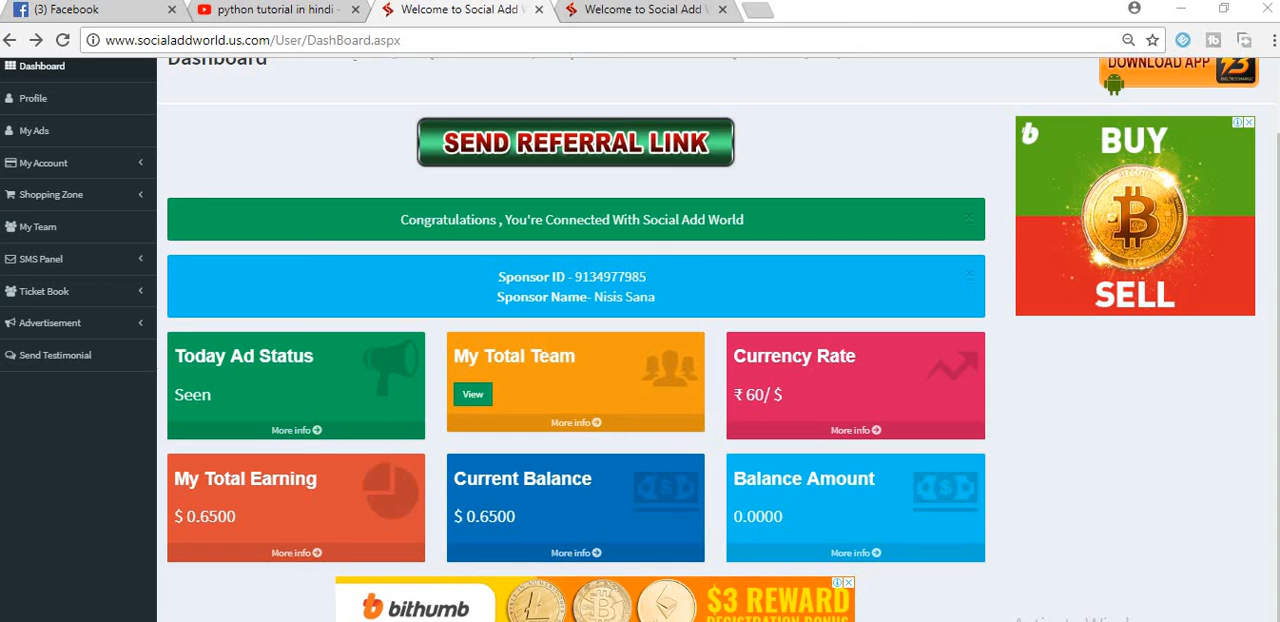 (3) Facebook
python tutorial in hindi -
Welcome to Social Add W
Welcome to Social Add W
www.socialaddworld.us.com/User/DashBoard.aspx
Dashboard
Profile
My Ads
My Account
Shopping Zone
My Team
SMS Panel
Ticket Book
Advertisement
Send Testimonial
Dashboard
DOWNLOAD APP
SEND REFERRAL LINK
Congratulations , You're Connected With Social Add World
Sponsor ID - 9134977985
Sponsor Name- Nisis Sana
Today Ad Status
Seen
More info
My Total Team
View
More info
Currency Rate
₹ 60/ $
More info
My Total Earning
$ 0.6500
More info
Current Balance
$ 0.6500
More info
Balance Amount
0.0000
More info
BUY
SELL
bithumb
$3 REWARD
REGISTRATION BONUS